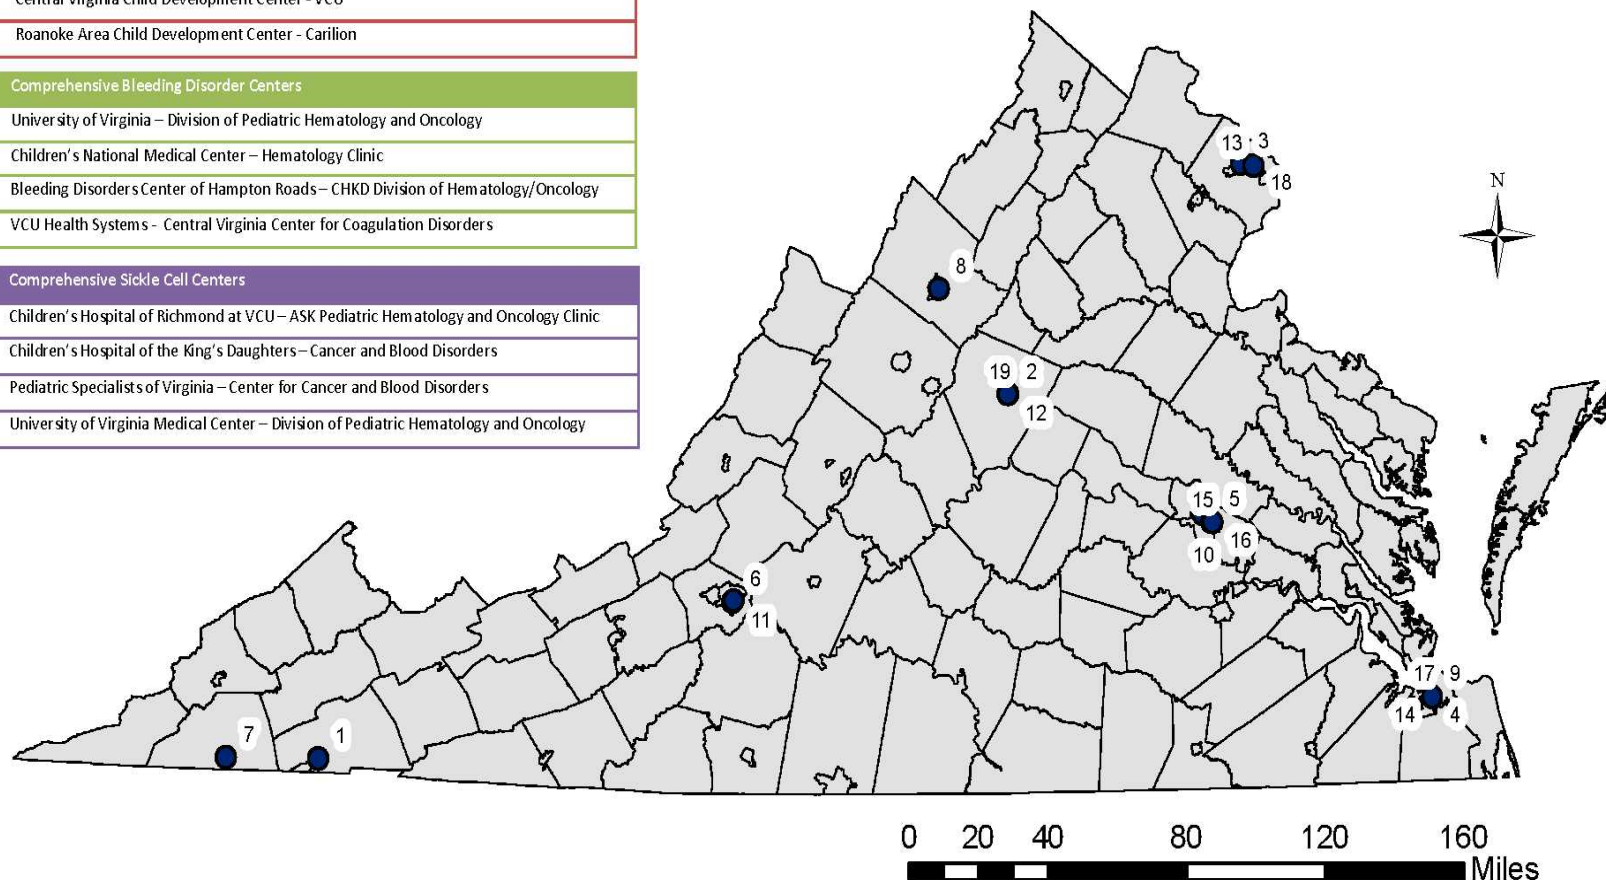 Central Virginia Child Development Center - VCU
Roanoke Area Child Development Center - Carilion
Comprehensive Bleeding Disorder Centers
University of Virginia – Division of Pediatric Hematology and Oncology
Children's National Medical Center – Hematology Clinic
Bleeding Disorders Center of Hampton Roads – CHKD Division of Hematology/Oncology
VCU Health Systems - Central Virginia Center for Coagulation Disorders
Comprehensive Sickle Cell Centers
Children's Hospital of Richmond at VCU – ASK Pediatric Hematology and Oncology Clinic
Children's Hospital of the King's Daughters – Cancer and Blood Disorders
Pediatric Specialists of Virginia – Center for Cancer and Blood Disorders
University of Virginia Medical Center – Division of Pediatric Hematology and Oncology
13 3
18
N
8
19 2
12
15 5
10 16
6
11
17 9
14 4
7 1
0 20 40 80 120 160
Miles